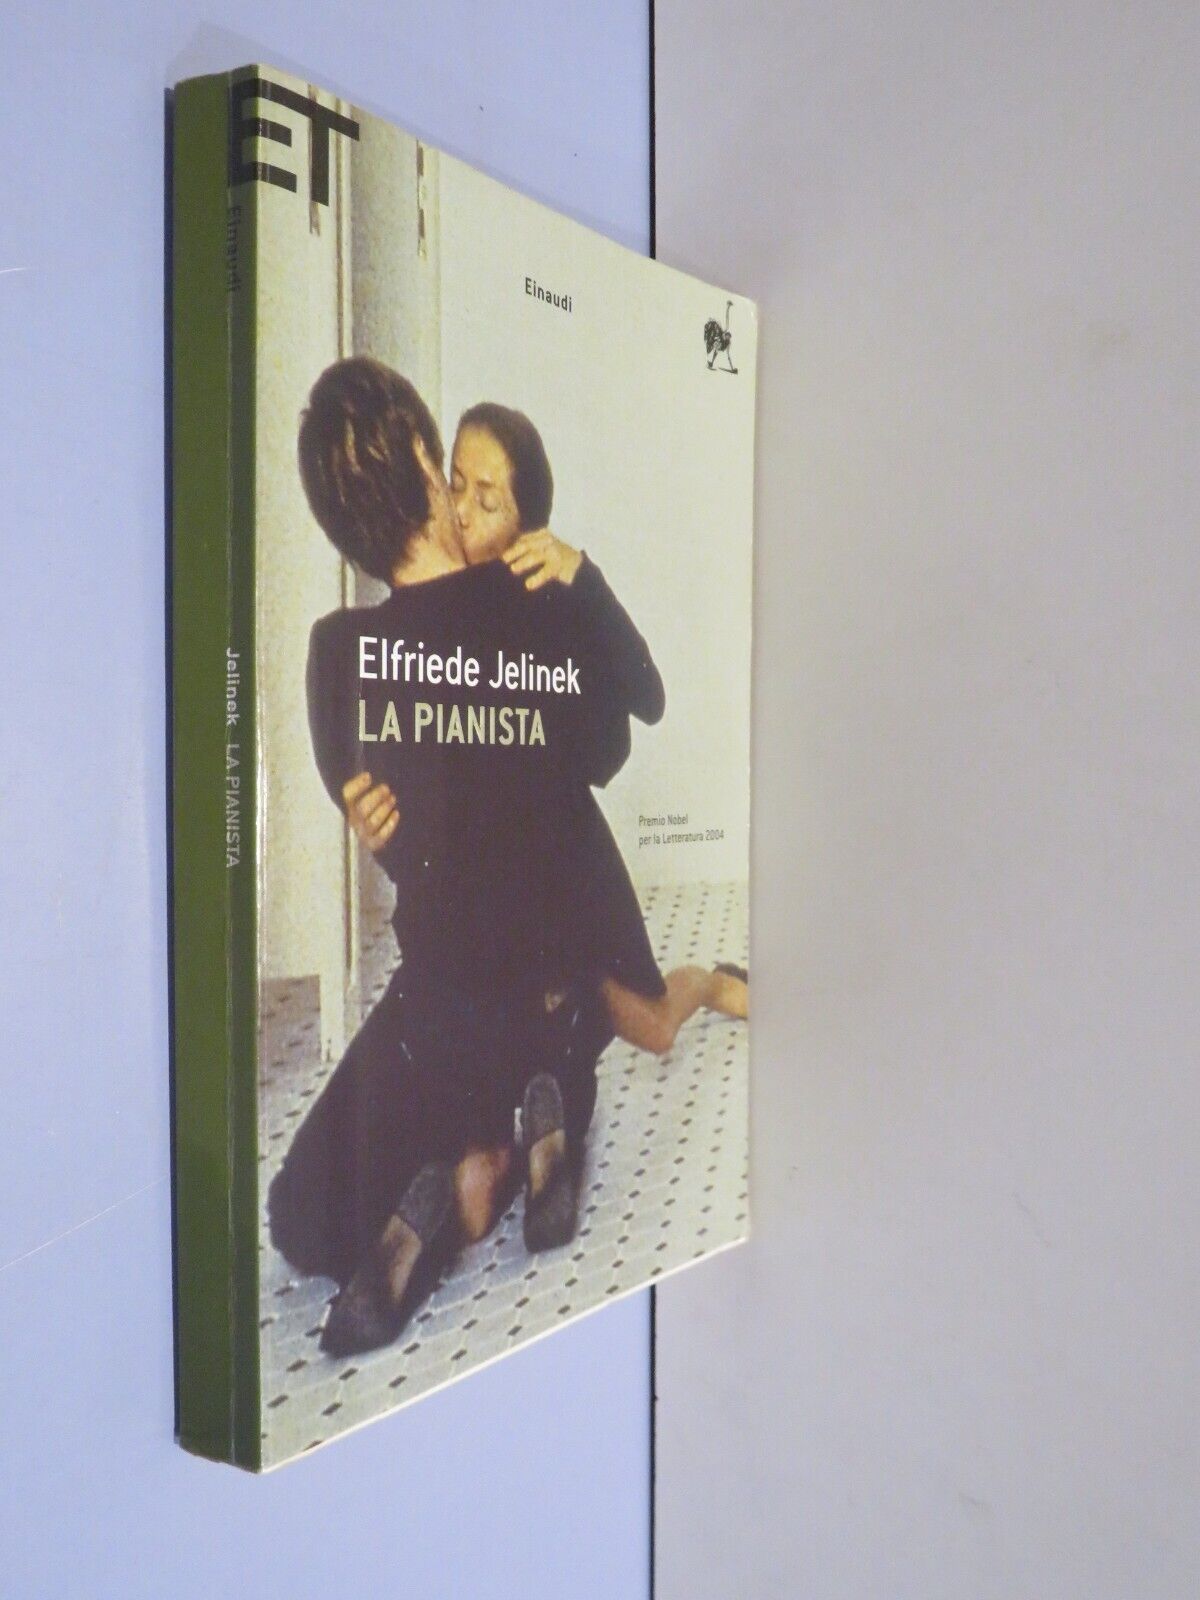 ET
Einaudi
Jelinek LA PIANISTA
Einaudi
Elfriede Jelinek
LA PIANISTA
Premio Nobel
per la Letteratura 2004